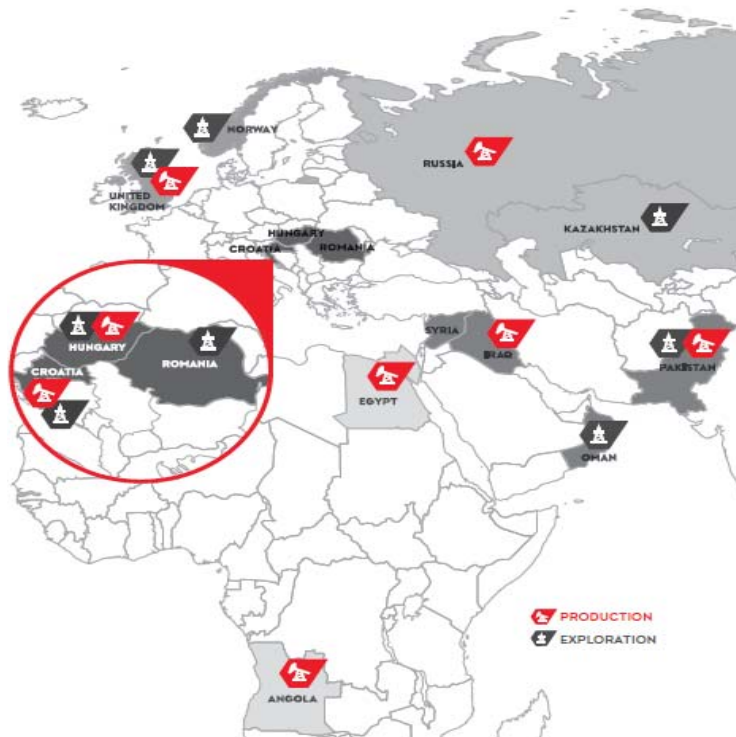 NORWAY
RUSSIA
UNITED
KINGDOM
KAZAKHSTAN
HUNGARY
CROATIA
ROMANIA
HUNGARY
ROMANIA
CROATIA
SYRIA
IRAQ
PAKISTAN
EGYPT
OMAN
PRODUCTION
EXPLORATION
ANGOLA